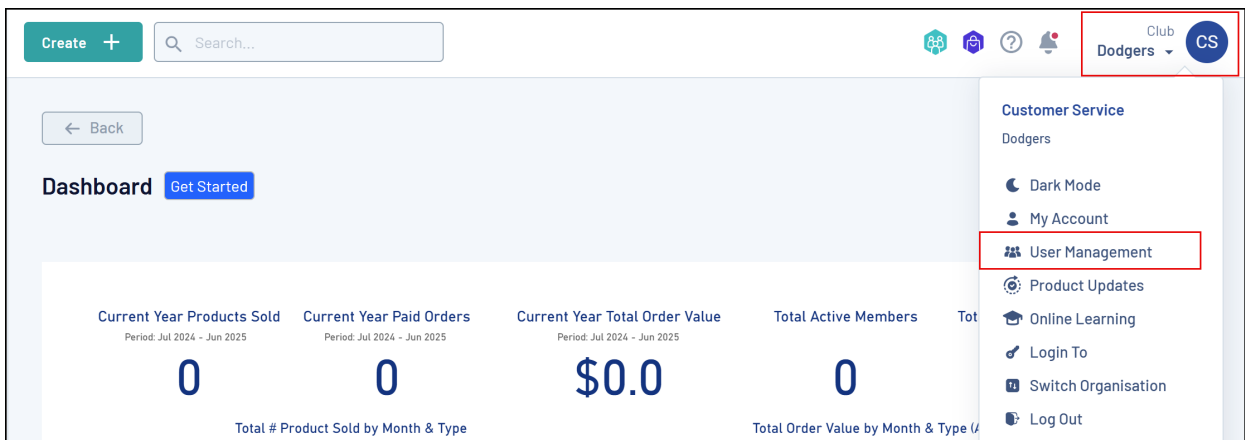 Create +
Search...
Club
Dodgers
CS
Customer Service
Dodgers
Dark Mode
My Account
User Management
Product Updates
Online Learning
Login To
Switch Organisation
Log Out
← Back
Dashboard Get Started
Current Year Products Sold
Period: Jul 2024 - Jun 2025
0
Current Year Paid Orders
Period: Jul 2024 - Jun 2025
0
Current Year Total Order Value
Period: Jul 2024 - Jun 2025
$0.0
Total Active Members
0
Tot
Total # Product Sold by Month & Type
Total Order Value by Month & Type